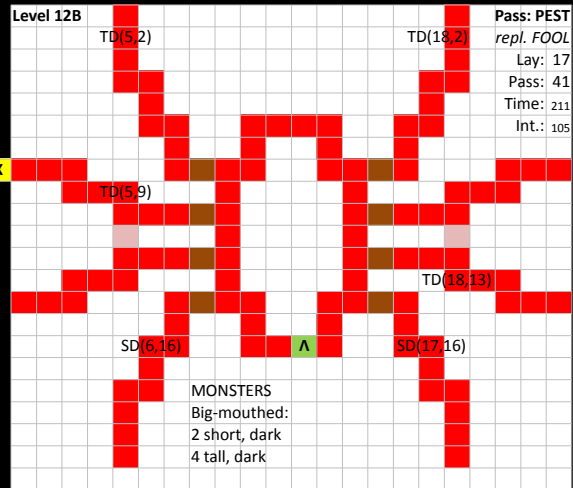 Level 12B
Pass: PEST
TD(5,2)
TD(18,2)
repl. FOOL
Lay: 17
Pass: 41
Time: 211
Int.: 105
X
TD(5,9)
TD(18,13)
SD(6,16)
Λ
SD(17,16)
MONSTERS
Big-mouthed:
2 short, dark
4 tall, dark